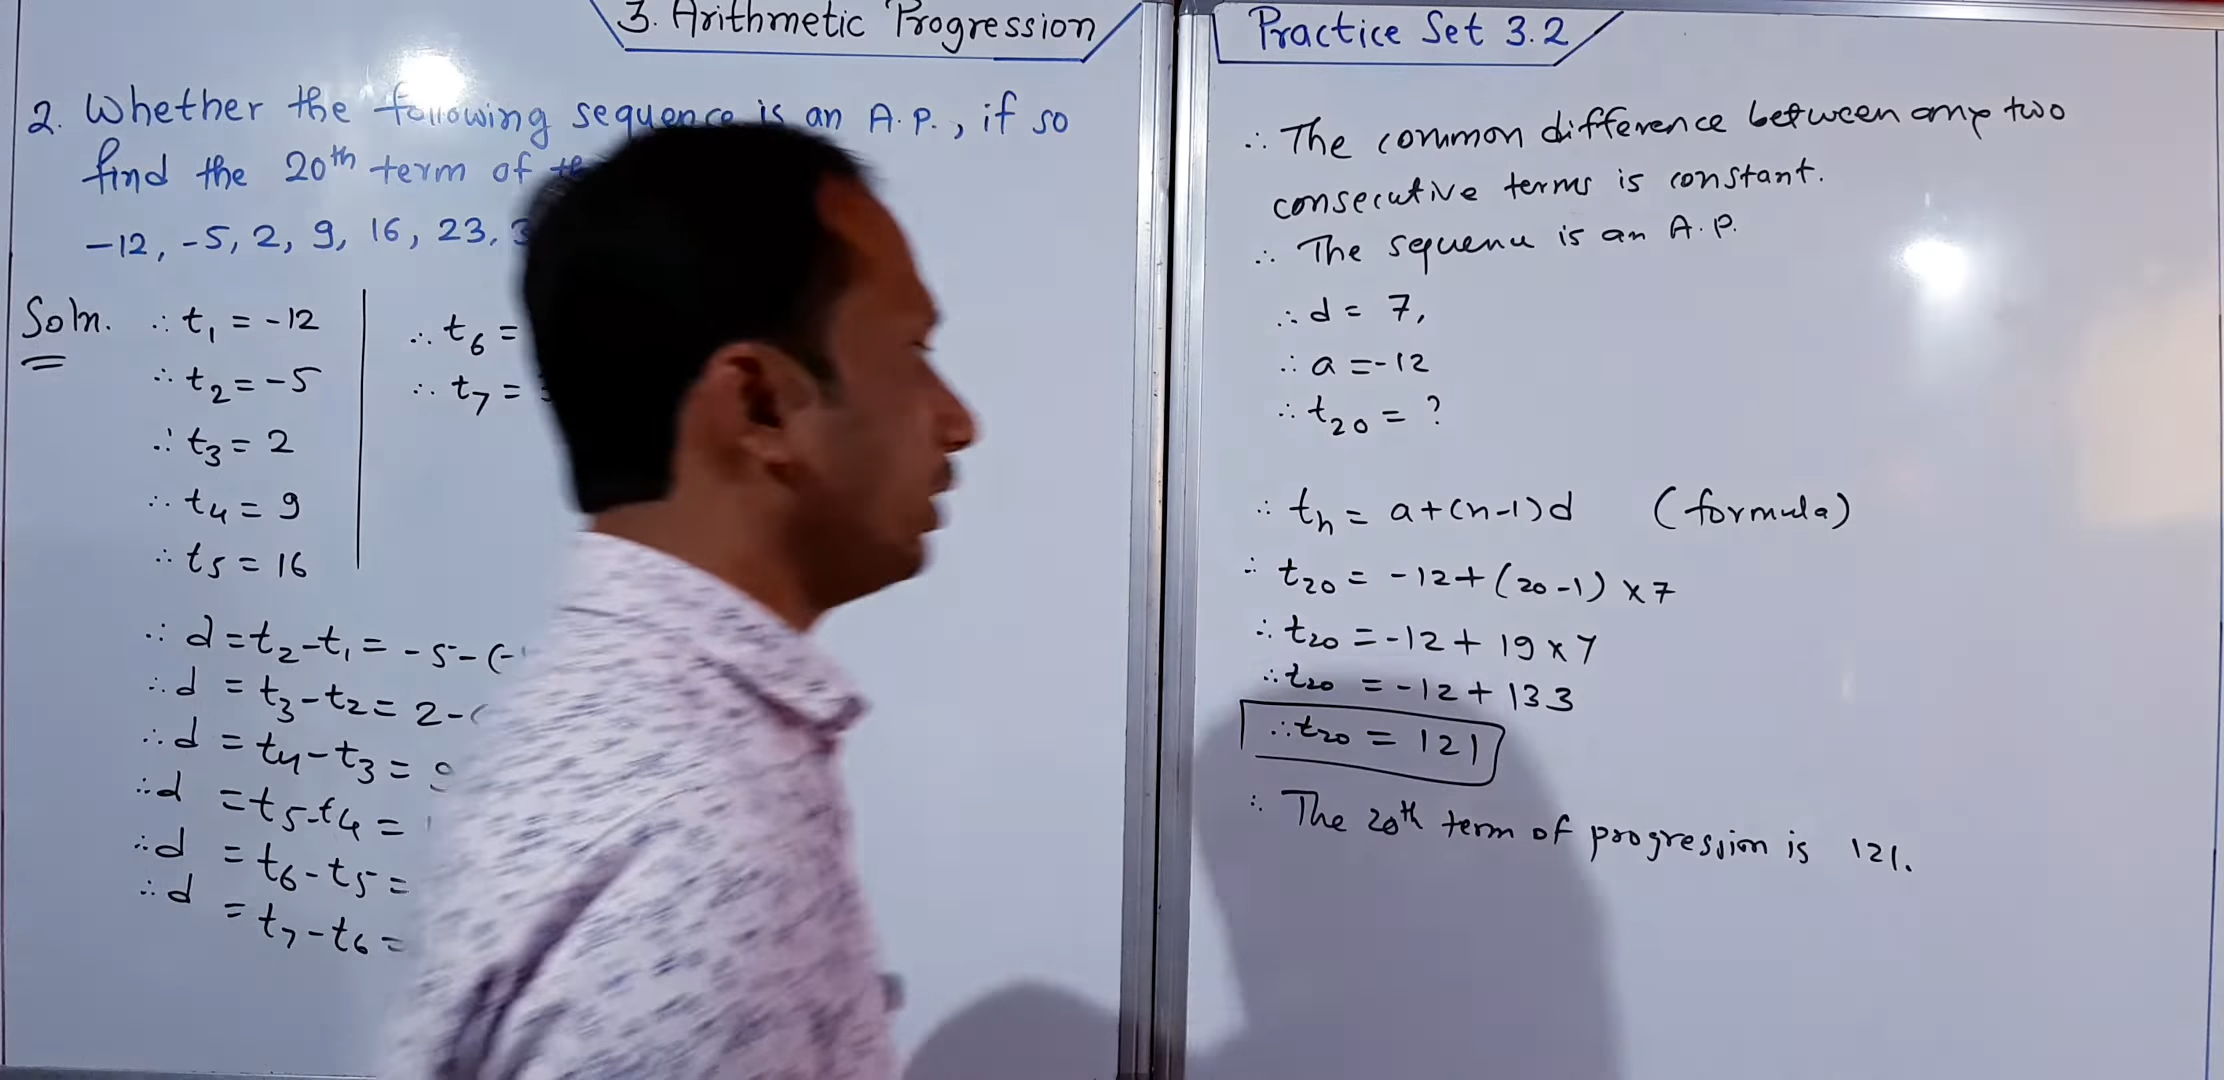 3. Arithmetic Progression
2. Whether the following sequence is an A.P., if so
find the 20th term of
-12, -5, 2, 9, 16, 23,
Soln. ∴ t1 = -12
∴ t2 = -5
∴ t3 = 2
∴ t4 = 9
∴ t5 = 16
∴ t6 =
∴ t7 =
∴ d = t2 - t1 = -5 - (-
∴ d = t3 - t2 = 2 - (
∴ d = t4 - t3 = 9
∴ d = t5 - t4 =
∴ d = t6 - t5 =
∴ d = t7 - t6 =
Practice Set 3.2
∴ The common difference between any two
consecutive terms is constant.
∴ The sequence is an A.P.
∴ d = 7,
∴ a = -12
∴ t20 = ?
∴ tn = a+(n-1)d (formula)
∴ t20 = -12+(20-1) × 7
∴ t20 = -12 + 19 × 7
∴ t20 = -12 + 133
∴ t20 = 121
∴ The 20th term of progression is 121.